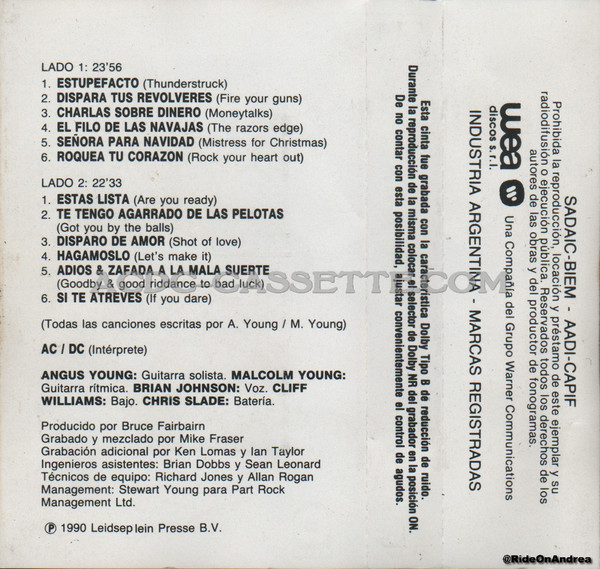 LADO 1: 23'56
1. ESTUPEFACTO (Thunderstruck)
2. DISPARA TUS REVOLVERES (Fire your guns)
3. CHARLAS SOBRE DINERO (Moneytalks)
4. EL FILO DE LAS NAVAJAS (The razors edge)
5. SEÑORA PARA NAVIDAD (Mistress for Christmas)
6. ROQUEA TU CORAZON (Rock your heart out)
LADO 2: 22'33
1. ESTAS LISTA (Are you ready)
2. TE TENGO AGARRADO DE LAS PELOTAS
(Got you by the balls)
3. DISPARO DE AMOR (Shot of love)
4. HAGAMOSLO (Let's make it)
5. ADIOS & ZAFADA A LA MALA SUERTE
(Goodby & good riddance to bad luck)
6. SI TE ATREVES (If you dare)
(Todas las canciones escritas por A. Young / M. Young)
AC / DC (Intérprete)
ANGUS YOUNG: Guitarra solista. MALCOLM YOUNG:
Guitarra rítmica. BRIAN JOHNSON: Voz. CLIFF
WILLIAMS: Bajo. CHRIS SLADE: Batería.
Producido por Bruce Fairbairn
Grabado y mezclado por Mike Fraser
Grabación adicional por Ken Lomas y Ian Taylor
Ingenieros asistentes: Brian Dobbs y Sean Leonard
Técnicos de equipo: Richard Jones y Allan Rogan
Management: Stewart Young para Part Rock
Management Ltd.
℗ 1990 Leidseplein Presse B.V.
Esta cinta fue grabada con la característica Dolby Tipo B de reducción de ruido.
Durante la reproducción de la misma colocar el selector de Dolby NR del grabador en la posición ON.
De no contar con esta posibilidad, ajustar convenientemente el control de agudos.
INDUSTRIA ARGENTINA - MARCAS REGISTRADAS
wea
discos s.r.l.
Una Compañía del Grupo Warner Communications
SADAIC-BIEM - AADI-CAPIF
Prohibida la reproducción, locación y préstamo de este ejemplar y su
radiodifusión o ejecución pública. Reservados todos los derechos de los
autores de las obras y del productor de fonogramas.
@RideOnAndrea